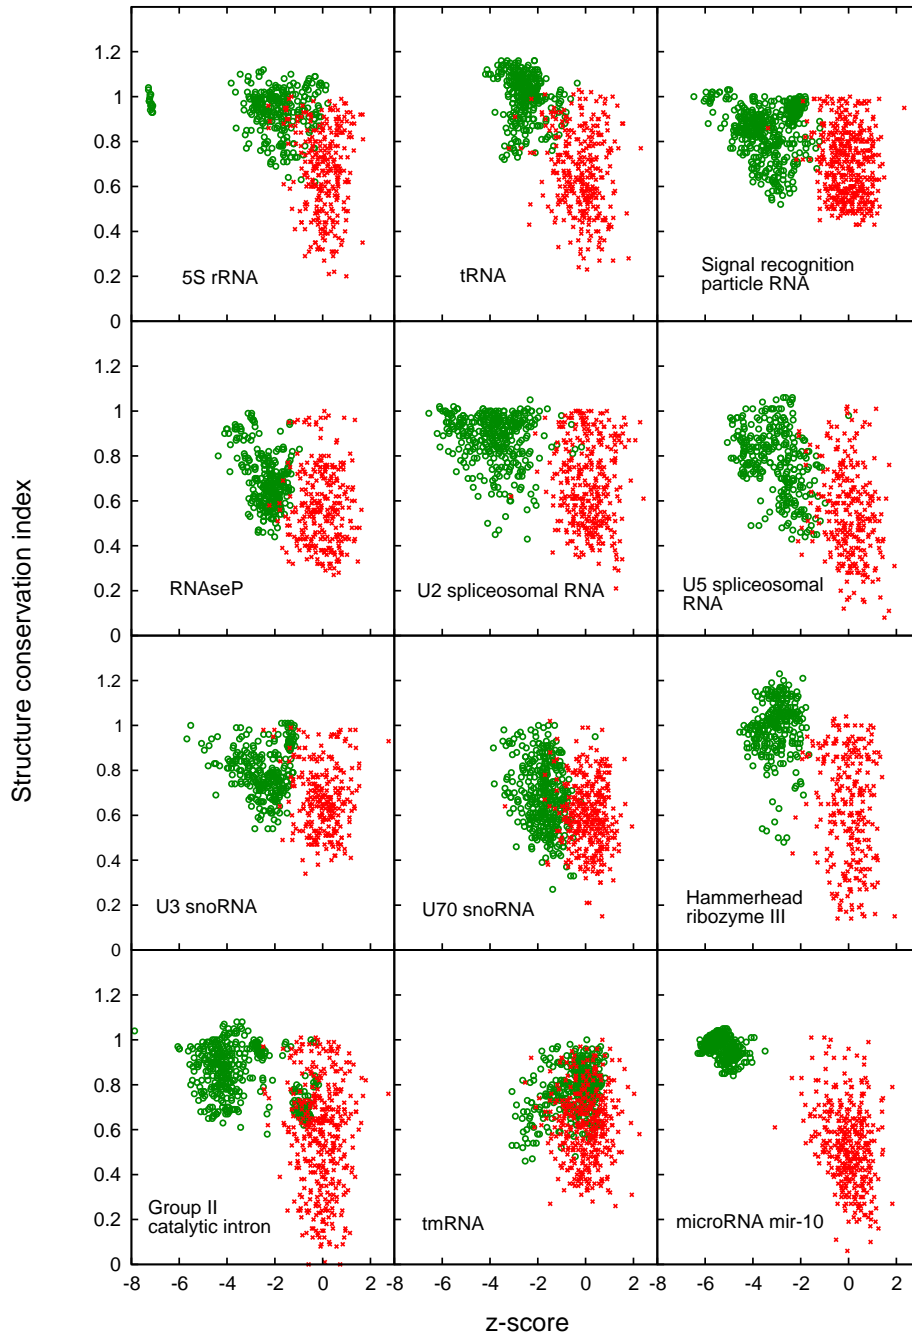 1.2
1
0.8
0.6
0.4
0.2
0
5S rRNA
tRNA
Signal recognition
particle RNA
1.2
1
0.8
0.6
0.4
0.2
0
RNAseP
U2 spliceosomal RNA
U5 spliceosomal
RNA
Structure conservation index
1.2
1
0.8
0.6
0.4
0.2
0
U3 snoRNA
U70 snoRNA
Hammerhead
ribozyme III
1.2
1
0.8
0.6
0.4
0.2
0
Group II
catalytic intron
tmRNA
microRNA mir-10
-8 -6 -4 -2 0 2 -8 -6 -4 -2 0 2 -8 -6 -4 -2 0 2
z-score